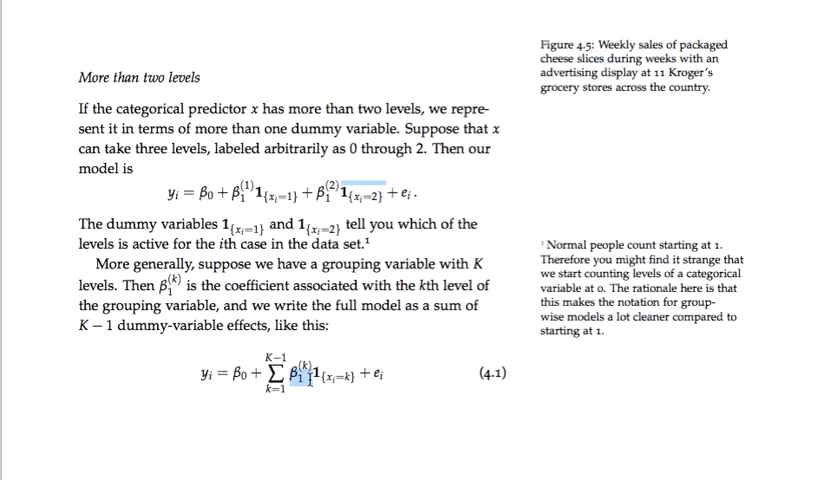 More than two levels
If the categorical predictor x has more than two levels, we repre-
sent it in terms of more than one dummy variable. Suppose that x
can take three levels, labeled arbitrarily as 0 through 2. Then our
model is
yᵢ = β₀ + β₁⁽¹⁾1{xᵢ=1} + β₁⁽²⁾1{xᵢ=2} + eᵢ .
The dummy variables 1{xᵢ=1} and 1{xᵢ=2} tell you which of the
levels is active for the ith case in the data set.¹
More generally, suppose we have a grouping variable with K
levels. Then β₁⁽ᵏ⁾ is the coefficient associated with the kth level of
the grouping variable, and we write the full model as a sum of
K − 1 dummy-variable effects, like this:
yᵢ = β₀ + ∑ₖ₌₁ᴷ⁻¹ β₁⁽ᵏ⁾1{xᵢ=k} + eᵢ (4.1)
Figure 4.5: Weekly sales of packaged
cheese slices during weeks with an
advertising display at 11 Kroger's
grocery stores across the country.
¹ Normal people count starting at 1.
Therefore you might find it strange that
we start counting levels of a categorical
variable at 0. The rationale here is that
this makes the notation for group-
wise models a lot cleaner compared to
starting at 1.